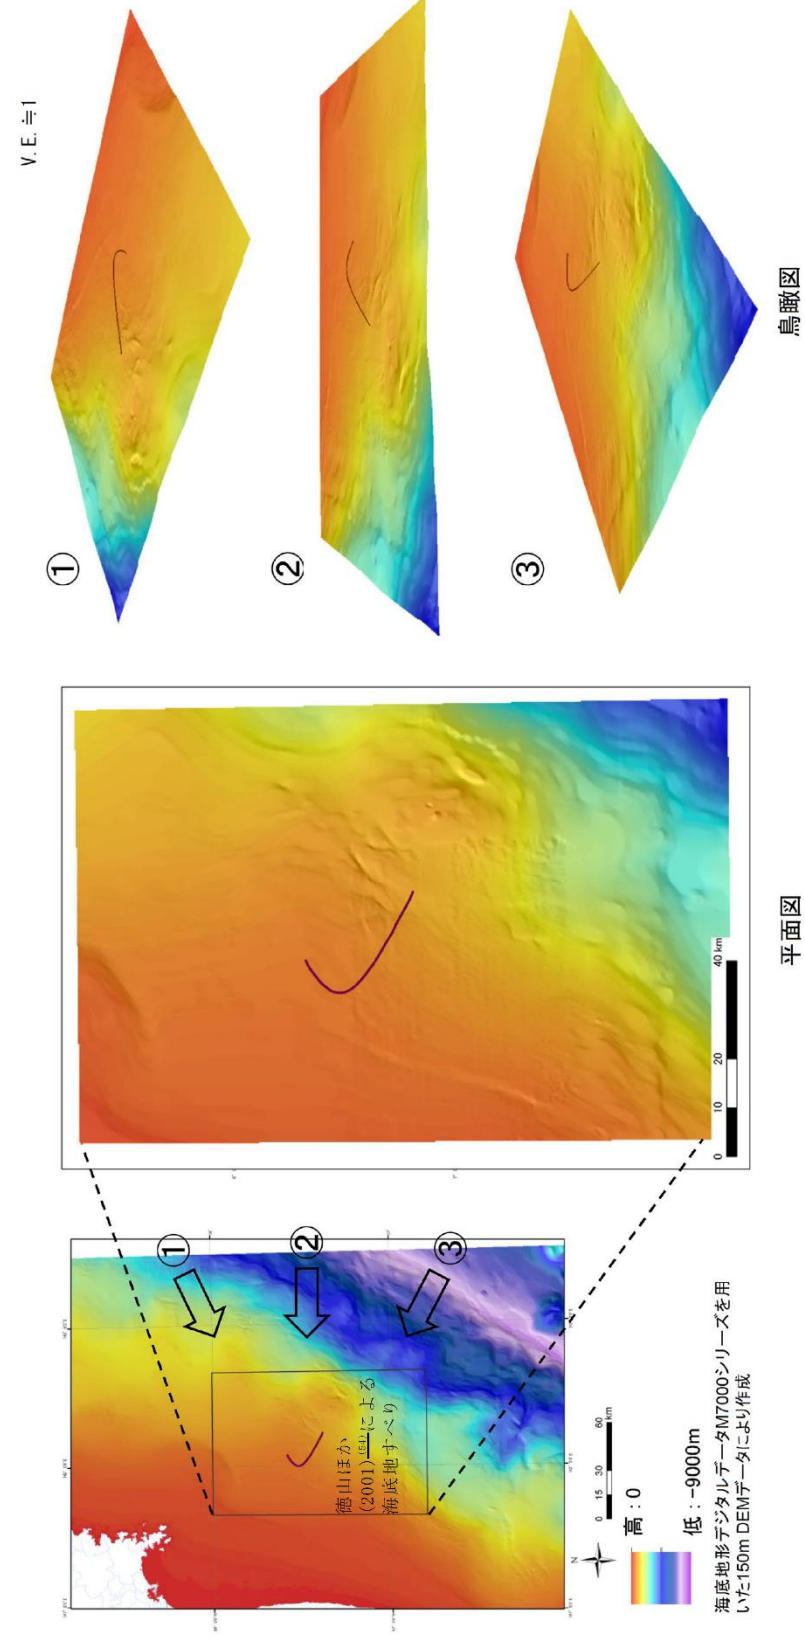 徳山ほか
(2001)(54)による
海底地すべり
①
②
③
0 15 30 60
km
N
高 : 0
低 : -9000m
海底地形デジタルデータM7000シリーズを用
いた150m DEMデータにより作成
0 10 20 40 km
平面図
V.E. ≒1
①
②
③
鳥瞰図